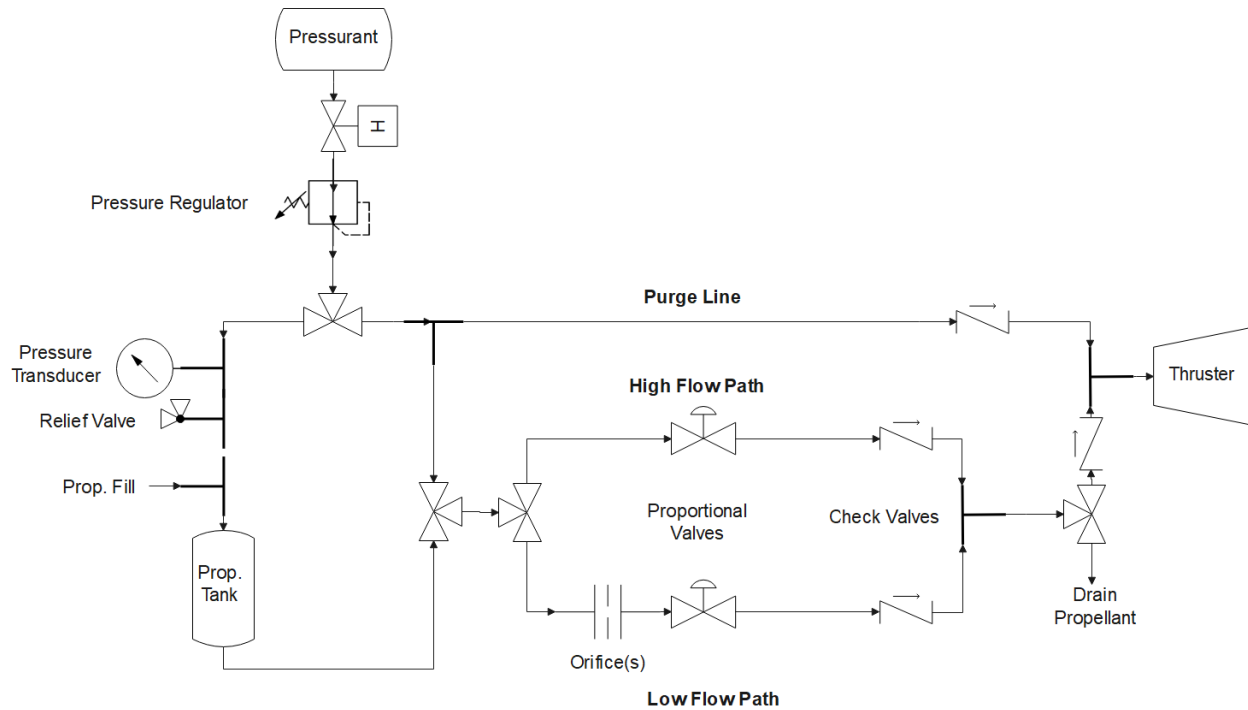 Pressurant
H
Pressure Regulator
Purge Line
Pressure
Transducer
Thruster
High Flow Path
Relief Valve
Prop. Fill
Proportional
Valves
Check Valves
Prop.
Tank
Drain
Propellant
Orifice(s)
Low Flow Path